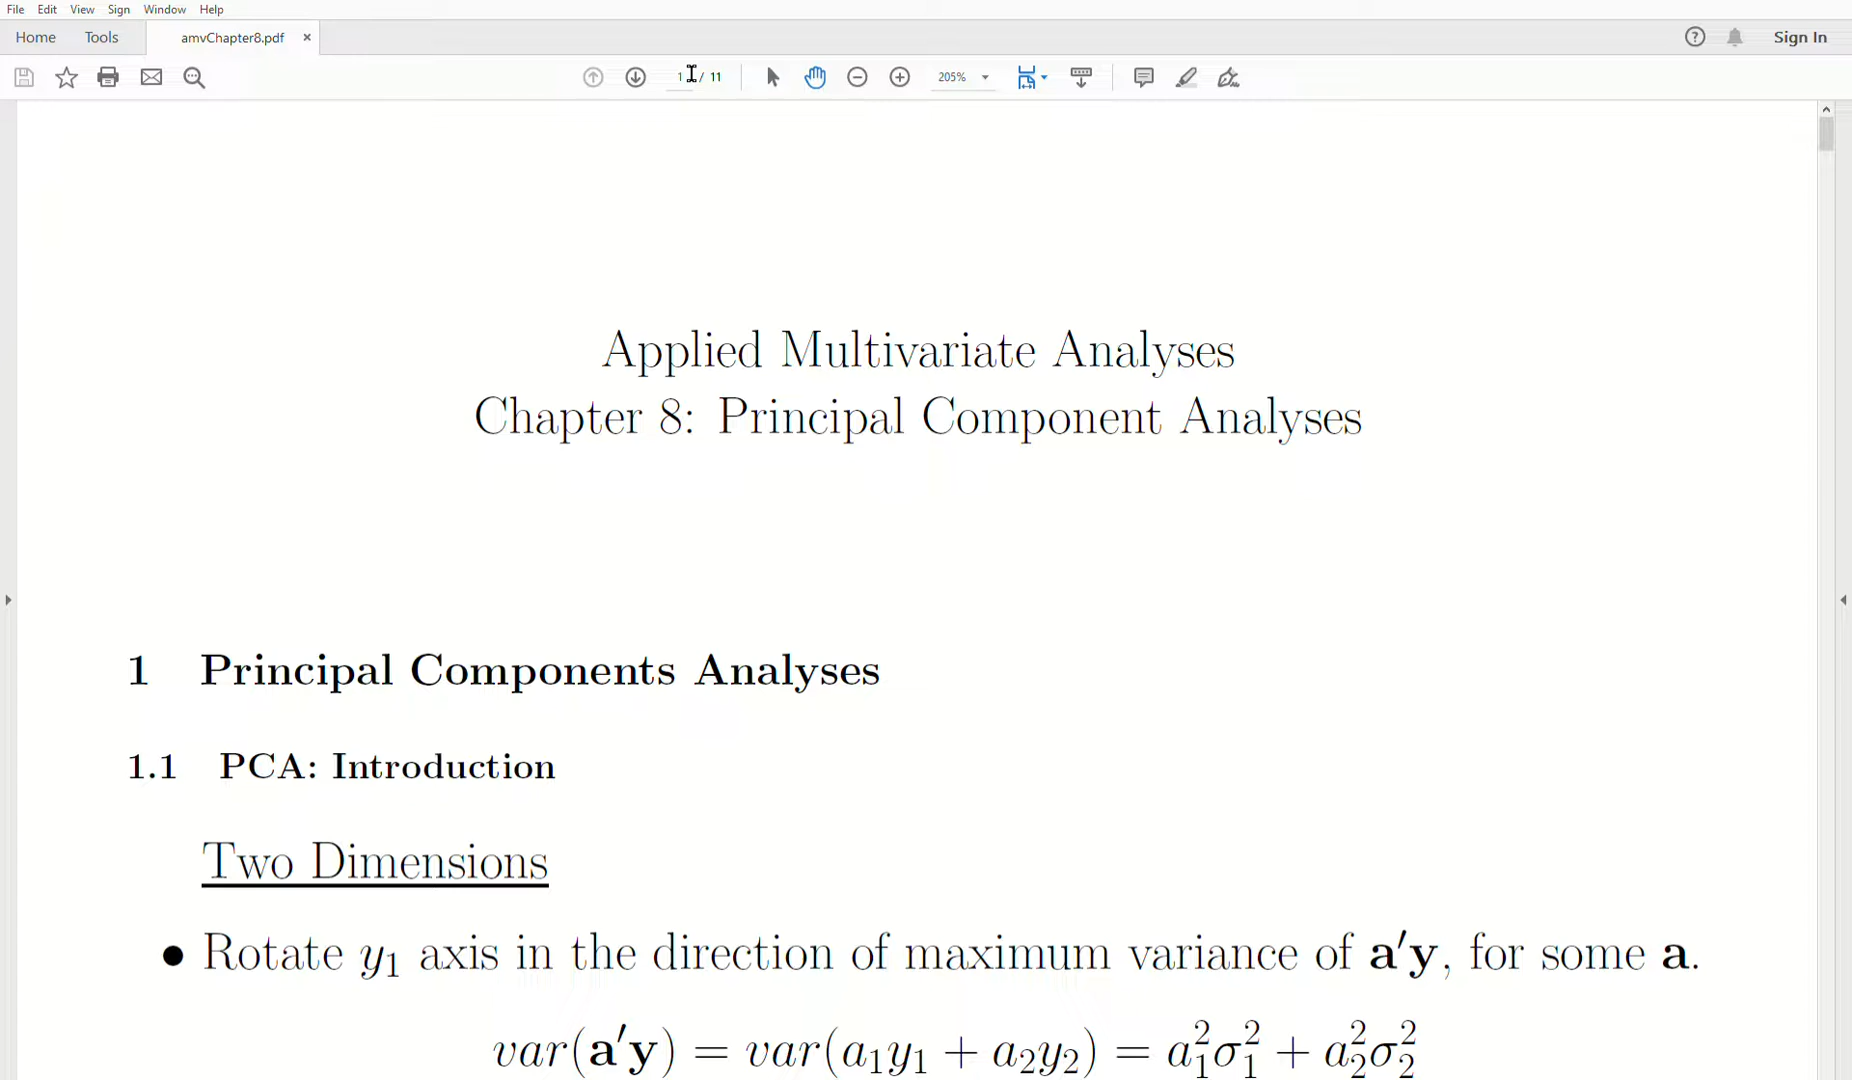 File Edit View Sign Window Help
Home Tools amvChapter8.pdf × ? Sign In
1 / 11 205%
Applied Multivariate Analyses
Chapter 8: Principal Component Analyses
1 Principal Components Analyses
1.1 PCA: Introduction
Two Dimensions
• Rotate y₁ axis in the direction of maximum variance of a′y, for some a.
var(a′y) = var(a₁y₁ + a₂y₂) = a₁²σ₁² + a₂²σ₂²